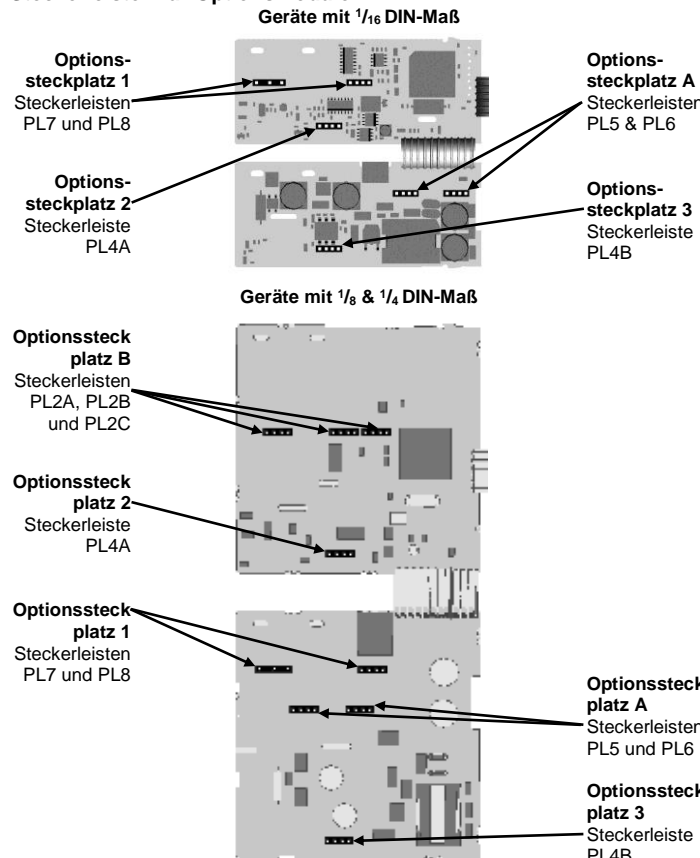 Geräte mit 1/16 DIN-Maß
Options-
steckplatz 1
Steckerleisten
PL7 und PL8
Options-
steckplatz A
Steckerleisten
PL5 & PL6
Options-
steckplatz 2
Steckerleiste
PL4A
Options-
steckplatz 3
Steckerleiste
PL4B
Geräte mit 1/8 & 1/4 DIN-Maß
Optionssteck
platz B
Steckerleisten
PL2A, PL2B
und PL2C
Optionssteck
platz 2
Steckerleiste
PL4A
Optionssteck
platz 1
Steckerleisten
PL7 und PL8
Optionssteck
platz A
Steckerleisten
PL5 und PL6
Optionssteck
platz 3
Steckerleiste
PL4B